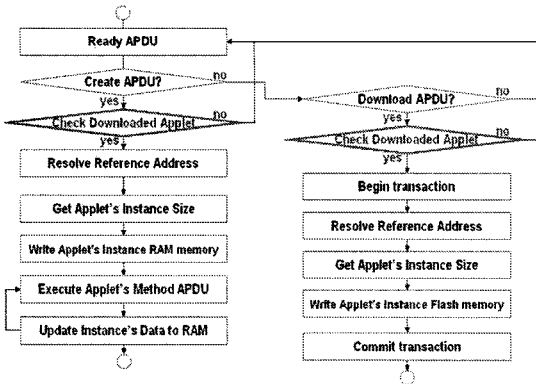 Ready APDU
Create APDU?
no
yes
Check Downloaded Applet
no
yes
Resolve Reference Address
Get Applet's Instance Size
Write Applet's Instance RAM memory
Execute Applet's Method APDU
Update Instance's Data to RAM
Download APDU?
no
yes
Check Downloaded Applet
no
yes
Begin transaction
Resolve Reference Address
Get Applet's Instance Size
Write Applet's Instance Flash memory
Commit transaction